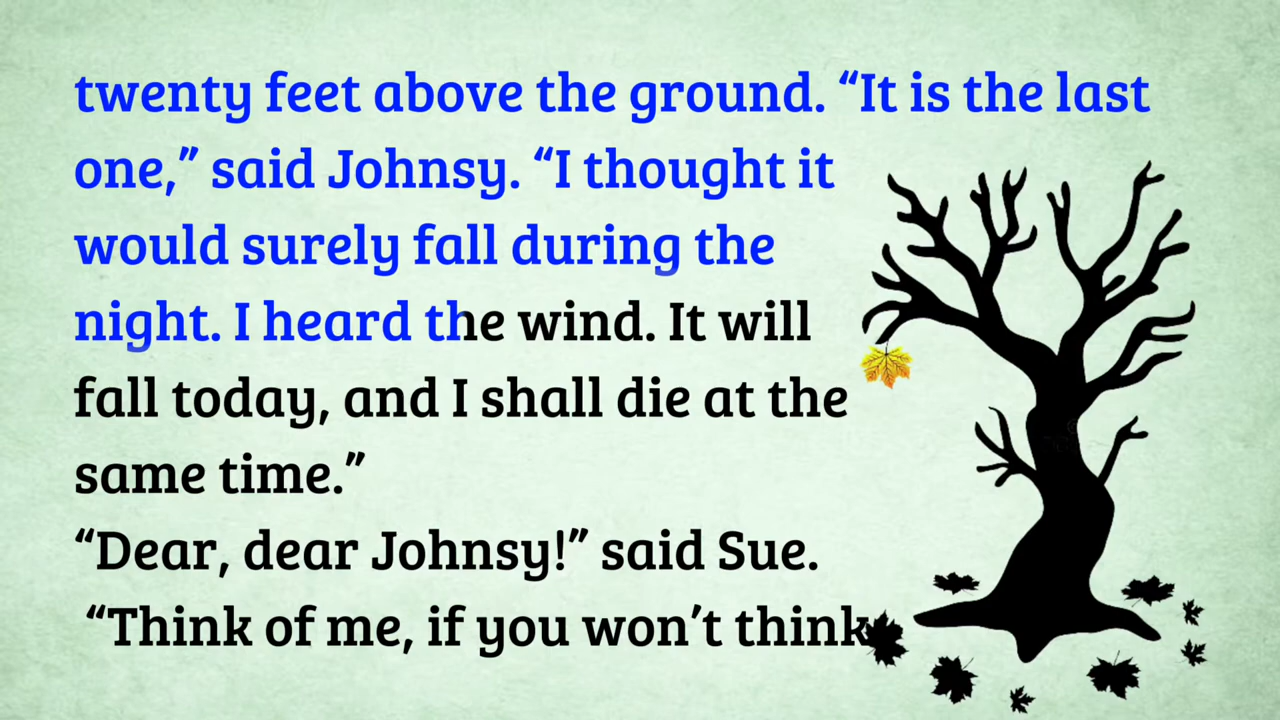 twenty feet above the ground. “It is the last
one,” said Johnsy. “I thought it
would surely fall during the
night. I heard the wind. It will
fall today, and I shall die at the
same time.”
“Dear, dear Johnsy!” said Sue.
“Think of me, if you won’t think